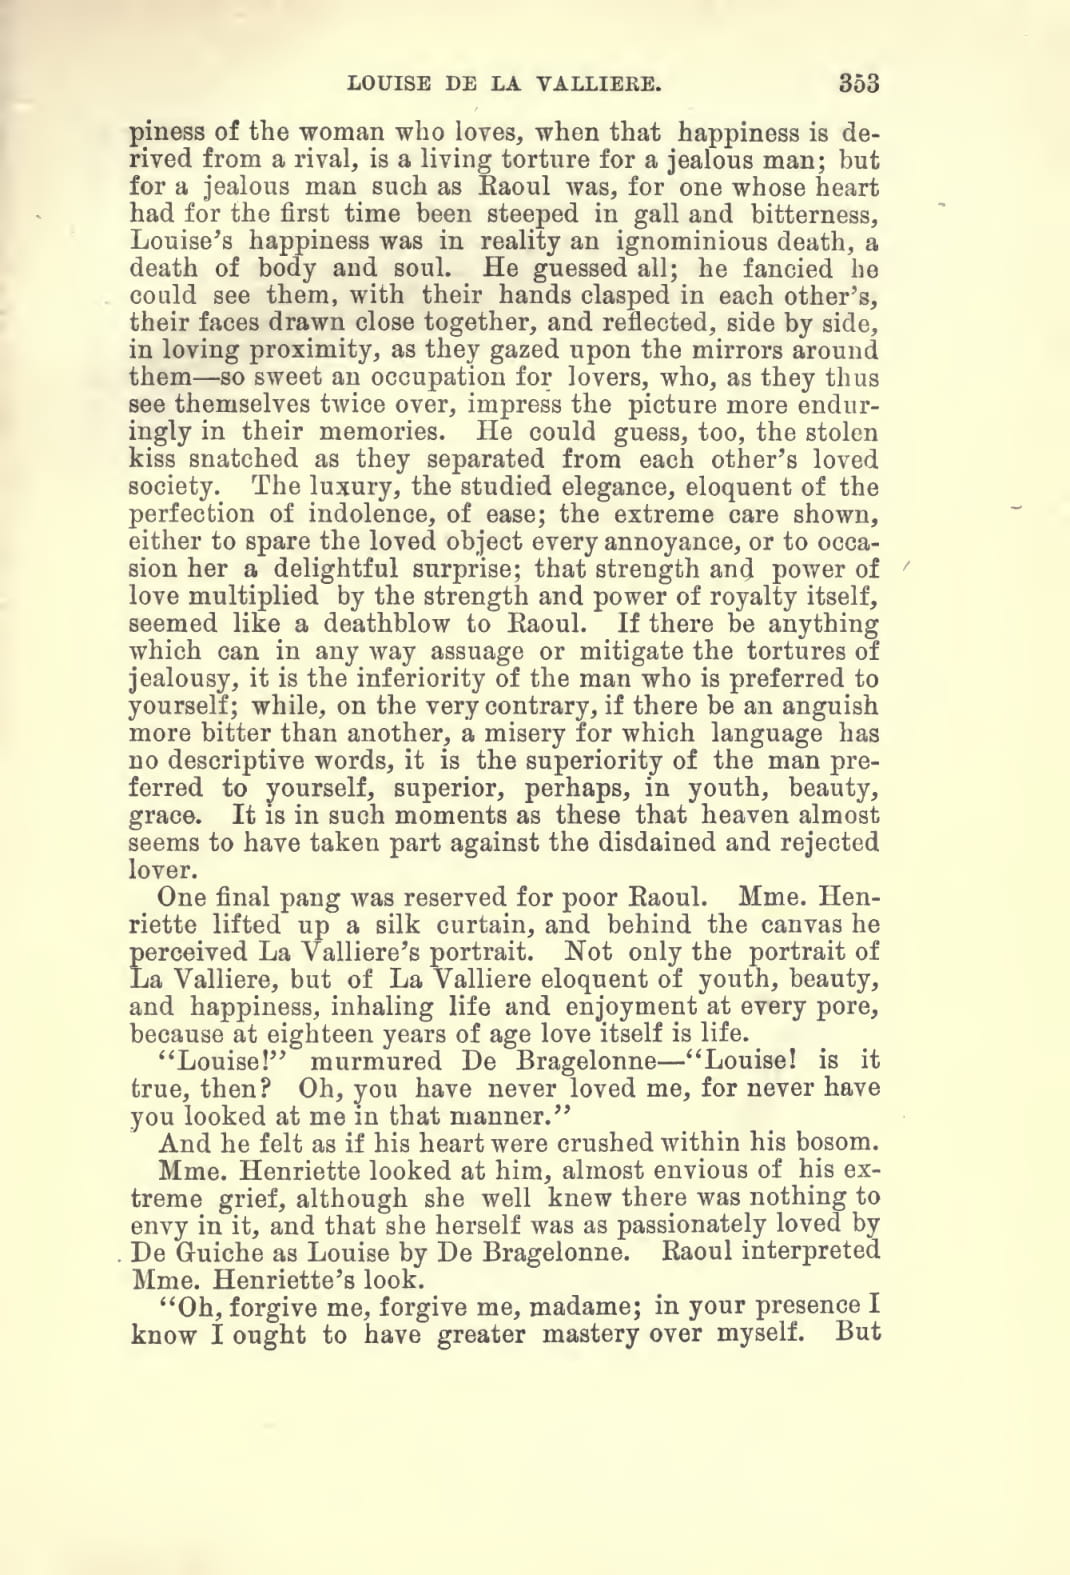 LOUISE DE LA VALLIERE. 353
piness of the woman who loves, when that happiness is de-
rived from a rival, is a living torture for a jealous man; but
for a jealous man such as Raoul was, for one whose heart
had for the first time been steeped in gall and bitterness,
Louise's happiness was in reality an ignominious death, a
death of body and soul. He guessed all; he fancied he
could see them, with their hands clasped in each other's,
their faces drawn close together, and reflected, side by side,
in loving proximity, as they gazed upon the mirrors around
them—so sweet an occupation for lovers, who, as they thus
see themselves twice over, impress the picture more endur-
ingly in their memories. He could guess, too, the stolen
kiss snatched as they separated from each other's loved
society. The luxury, the studied elegance, eloquent of the
perfection of indolence, of ease; the extreme care shown,
either to spare the loved object every annoyance, or to occa-
sion her a delightful surprise; that strength and power of
love multiplied by the strength and power of royalty itself,
seemed like a deathblow to Raoul. If there be anything
which can in any way assuage or mitigate the tortures of
jealousy, it is the inferiority of the man who is preferred to
yourself; while, on the very contrary, if there be an anguish
more bitter than another, a misery for which language has
no descriptive words, it is the superiority of the man pre-
ferred to yourself, superior, perhaps, in youth, beauty,
grace. It is in such moments as these that heaven almost
seems to have taken part against the disdained and rejected
lover.
One final pang was reserved for poor Raoul. Mme. Hen-
riette lifted up a silk curtain, and behind the canvas he
perceived La Valliere's portrait. Not only the portrait of
La Valliere, but of La Valliere eloquent of youth, beauty,
and happiness, inhaling life and enjoyment at every pore,
because at eighteen years of age love itself is life.
"Louise!" murmured De Bragelonne—"Louise! is it
true, then? Oh, you have never loved me, for never have
you looked at me in that manner."
And he felt as if his heart were crushed within his bosom.
Mme. Henriette looked at him, almost envious of his ex-
treme grief, although she well knew there was nothing to
envy in it, and that she herself was as passionately loved by
De Guiche as Louise by De Bragelonne. Raoul interpreted
Mme. Henriette's look.
"Oh, forgive me, forgive me, madame; in your presence I
know I ought to have greater mastery over myself. But